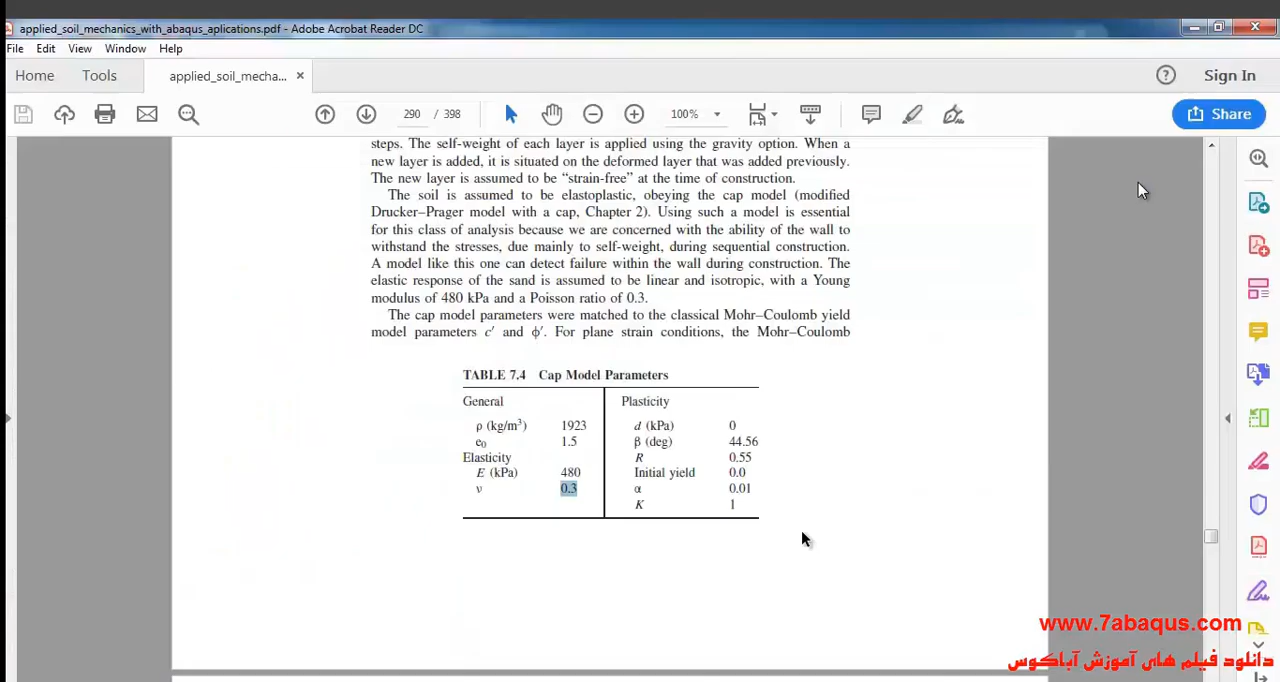 applied_soil_mechanics_with_abaqus_aplications.pdf - Adobe Acrobat Reader DC
File Edit View Window Help
Home Tools applied_soil_mecha... × Sign In
290 / 398 100% Share
steps. The self-weight of each layer is applied using the gravity option. When a
new layer is added, it is situated on the deformed layer that was added previously.
The new layer is assumed to be “strain-free” at the time of construction.
The soil is assumed to be elastoplastic, obeying the cap model (modified
Drucker–Prager model with a cap, Chapter 2). Using such a model is essential
for this class of analysis because we are concerned with the ability of the wall to
withstand the stresses, due mainly to self-weight, during sequential construction.
A model like this one can detect failure within the wall during construction. The
elastic response of the sand is assumed to be linear and isotropic, with a Young
modulus of 480 kPa and a Poisson ratio of 0.3.
The cap model parameters were matched to the classical Mohr–Coulomb yield
model parameters c′ and ϕ′. For plane strain conditions, the Mohr–Coulomb
TABLE 7.4 Cap Model Parameters
General Plasticity
ρ (kg/m³) 1923 d (kPa) 0
e₀ 1.5 β (deg) 44.56
Elasticity R 0.55
E (kPa) 480 Initial yield 0.0
ν 0.3 α 0.01
K 1
www.7abaqus.com
دانلود فیلم های آموزش آباکوس